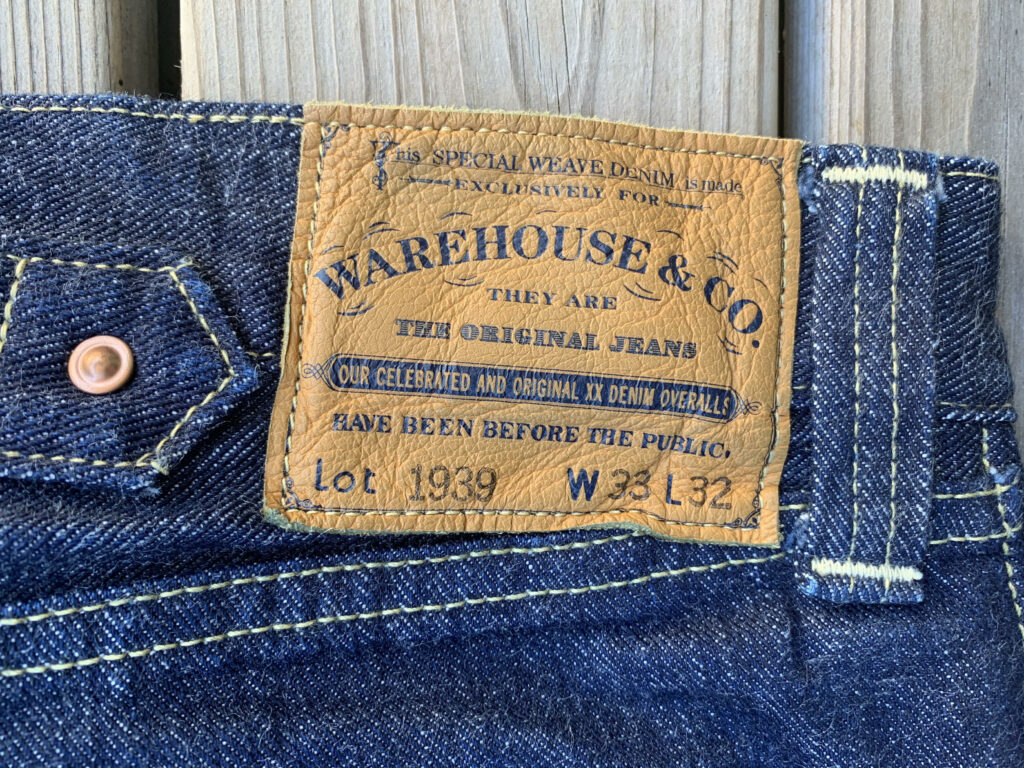 This SPECIAL WEAVE DENIM is made
EXCLUSIVELY FOR
WAREHOUSE & CO.
THEY ARE
THE ORIGINAL JEANS
OUR CELEBRATED AND ORIGINAL XX DENIM OVERALLS
HAVE BEEN BEFORE THE PUBLIC.
Lot 1939 W 33 L 32